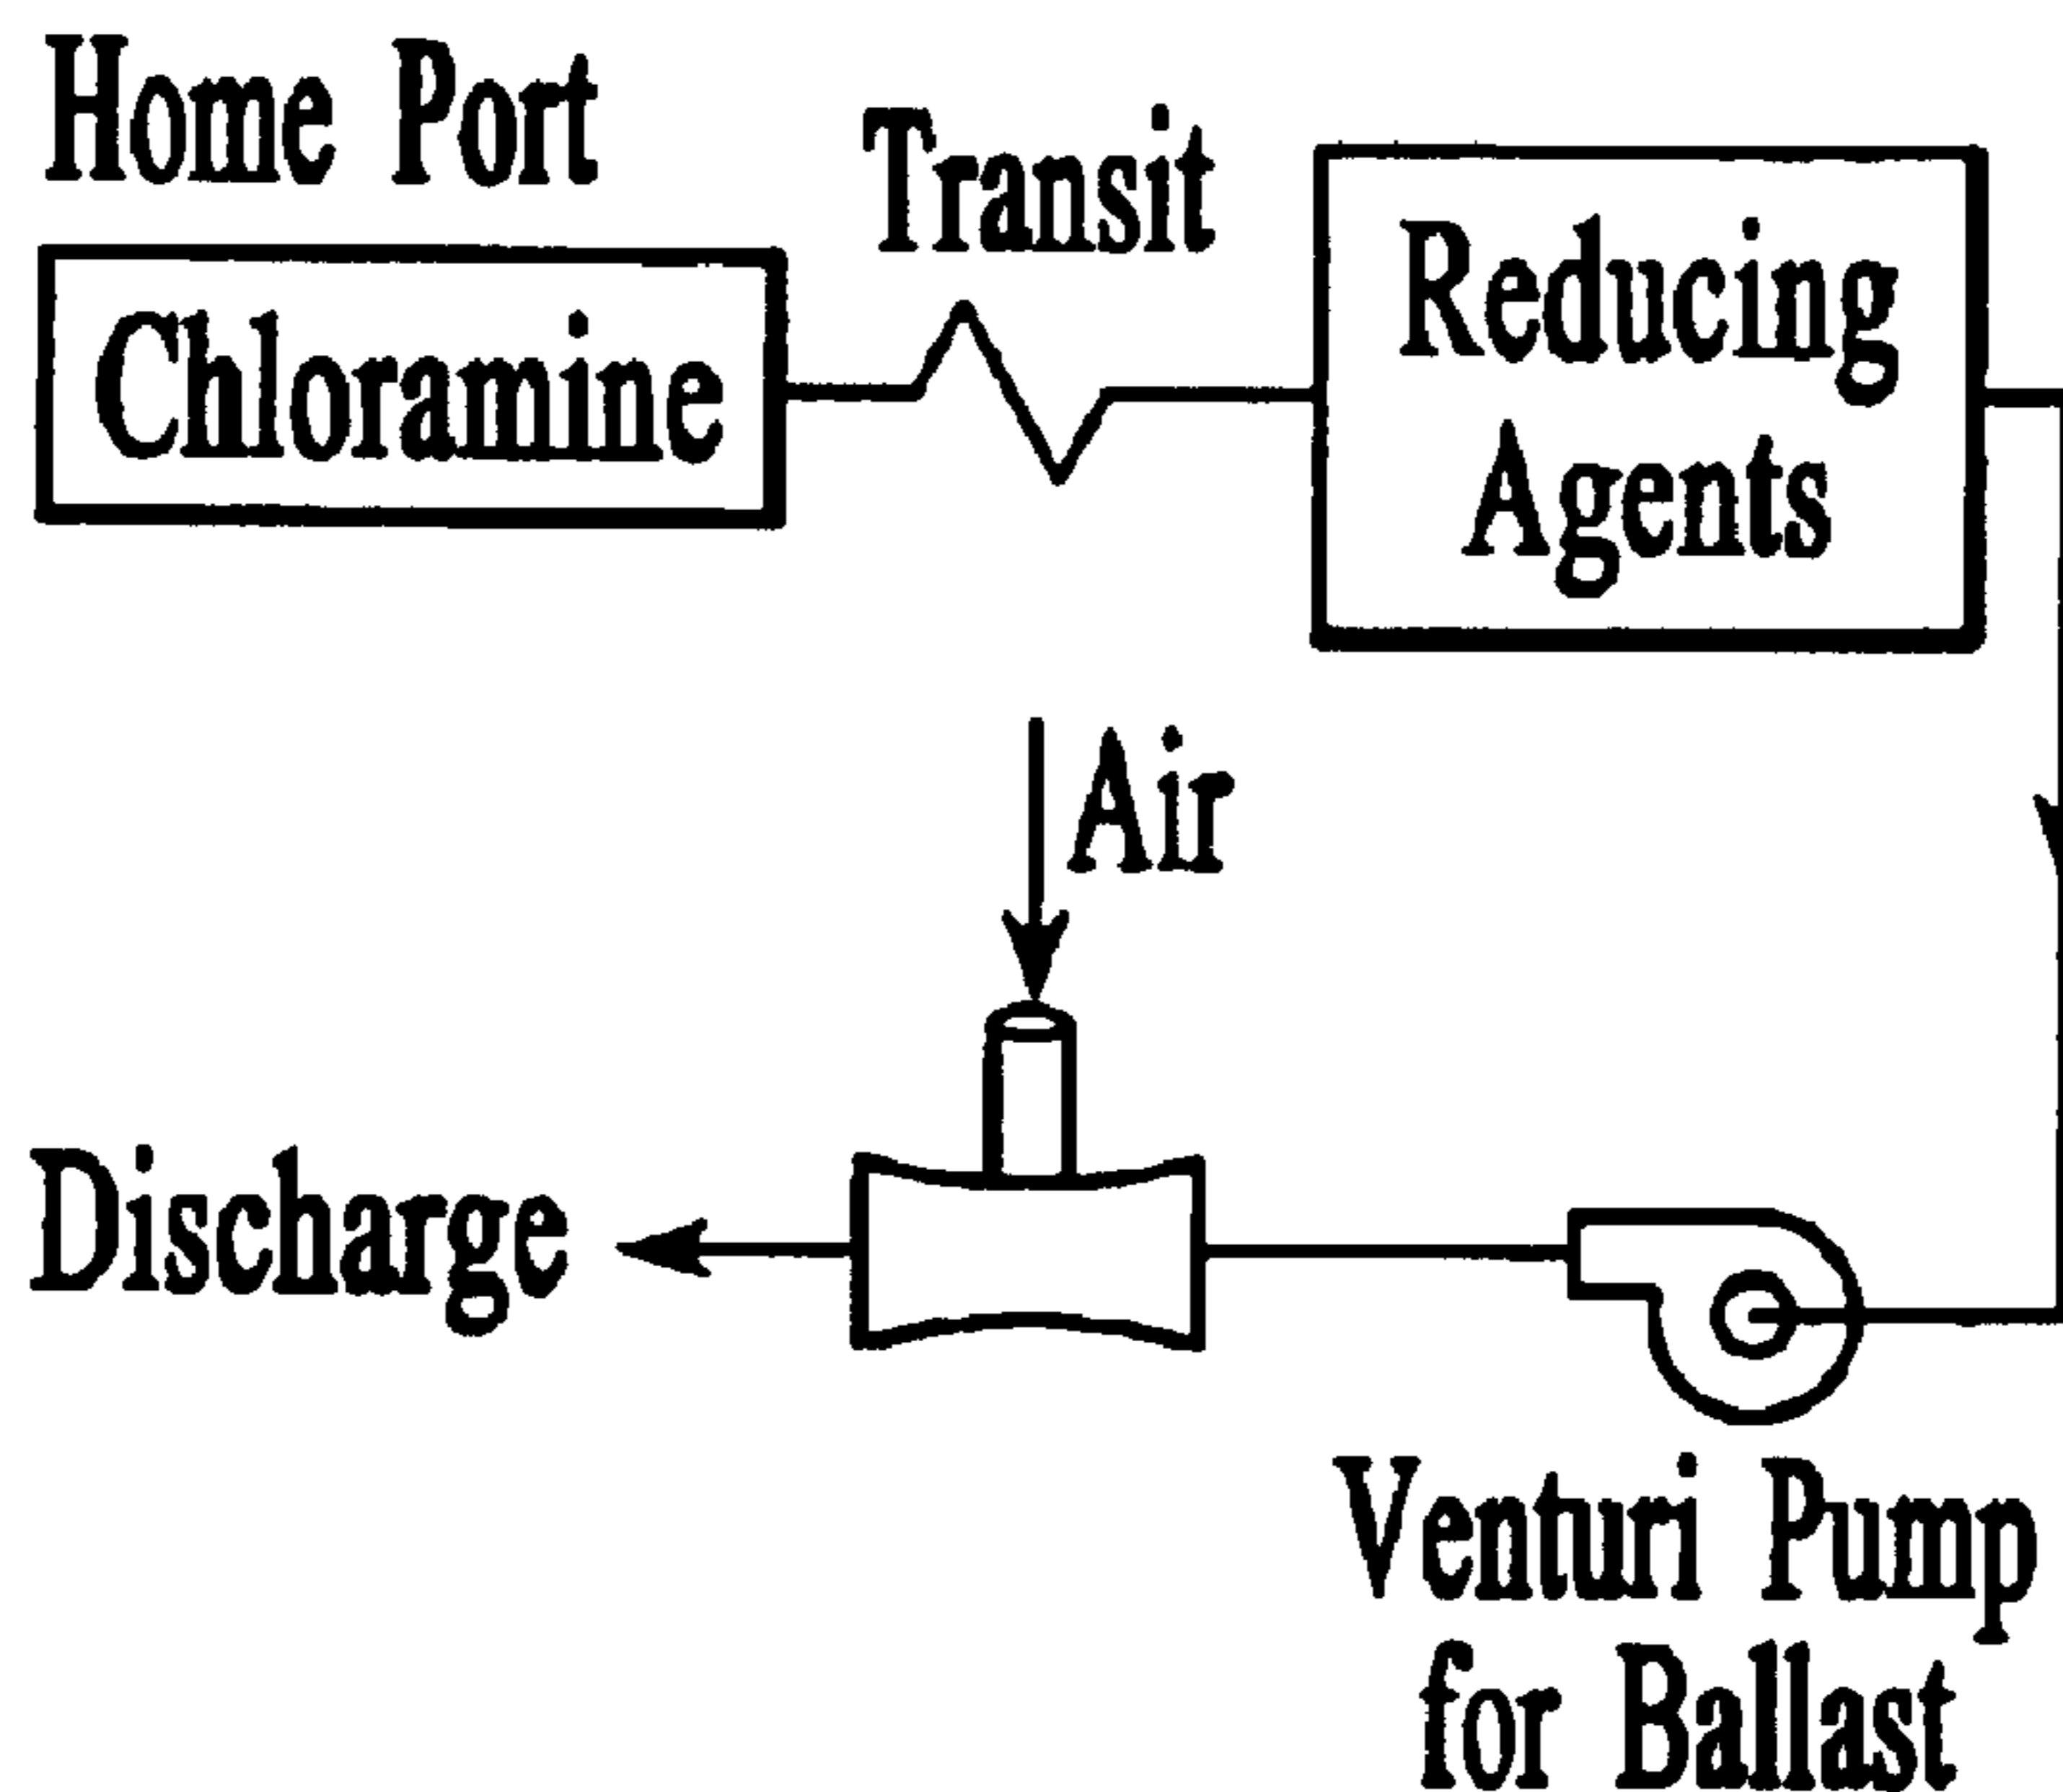 Home Port
Transit
Chloramine
Reducing
Agents
Air
Discharge
Venturi Pump
for Ballast